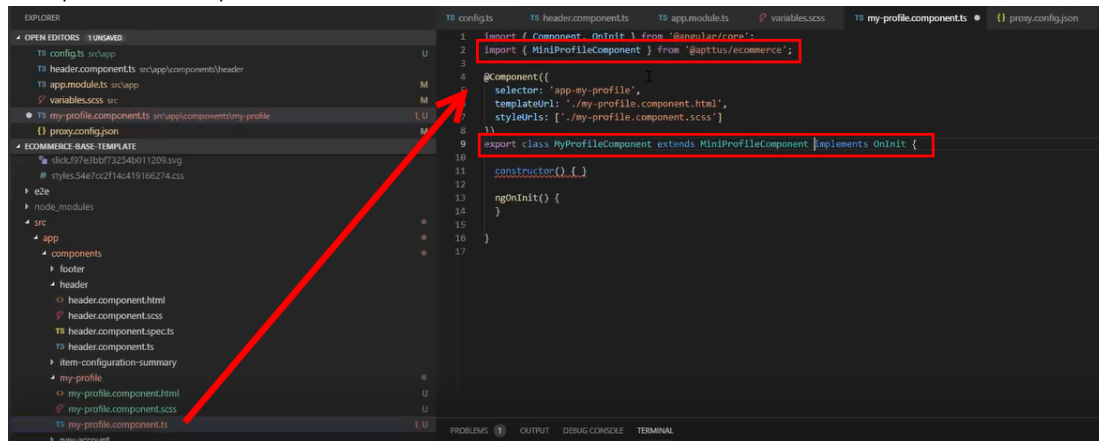 EXPLORER
OPEN EDITORS 1 UNSAVED
TS config.ts src\app U
TS header.component.ts src\app\components\header
TS app.module.ts src\app M
variables.scss src M
TS my-profile.component.ts src\app\components\my-profile 1, U
{} proxy.config.json M
ECOMMERCE-BASE-TEMPLATE
slick.f97e3bbf73254b011209.svg
# styles.54e7cc2f14c419166274.css
e2e
node_modules
src
app
components
footer
header
header.component.html
header.component.scss
TS header.component.spec.ts
TS header.component.ts
item-configuration-summary
my-profile
my-profile.component.html U
my-profile.component.scss U
TS my-profile.component.ts 1, U
nav-account
TS config.ts TS header.component.ts TS app.module.ts variables.scss TS my-profile.component.ts {} proxy.config.json
1 import { Component, OnInit } from '@angular/core';
2 import { MiniProfileComponent } from '@apttus/ecommerce';
3
4 @Component({
5 selector: 'app-my-profile',
templateUrl: './my-profile.component.html',
7 styleUrls: ['./my-profile.component.scss']
8 })
9 export class MyProfileComponent extends MiniProfileComponent implements OnInit {
10
11 constructor() { }
12
13 ngOnInit() {
14 }
15
16 }
17
PROBLEMS 1 OUTPUT DEBUG CONSOLE TERMINAL